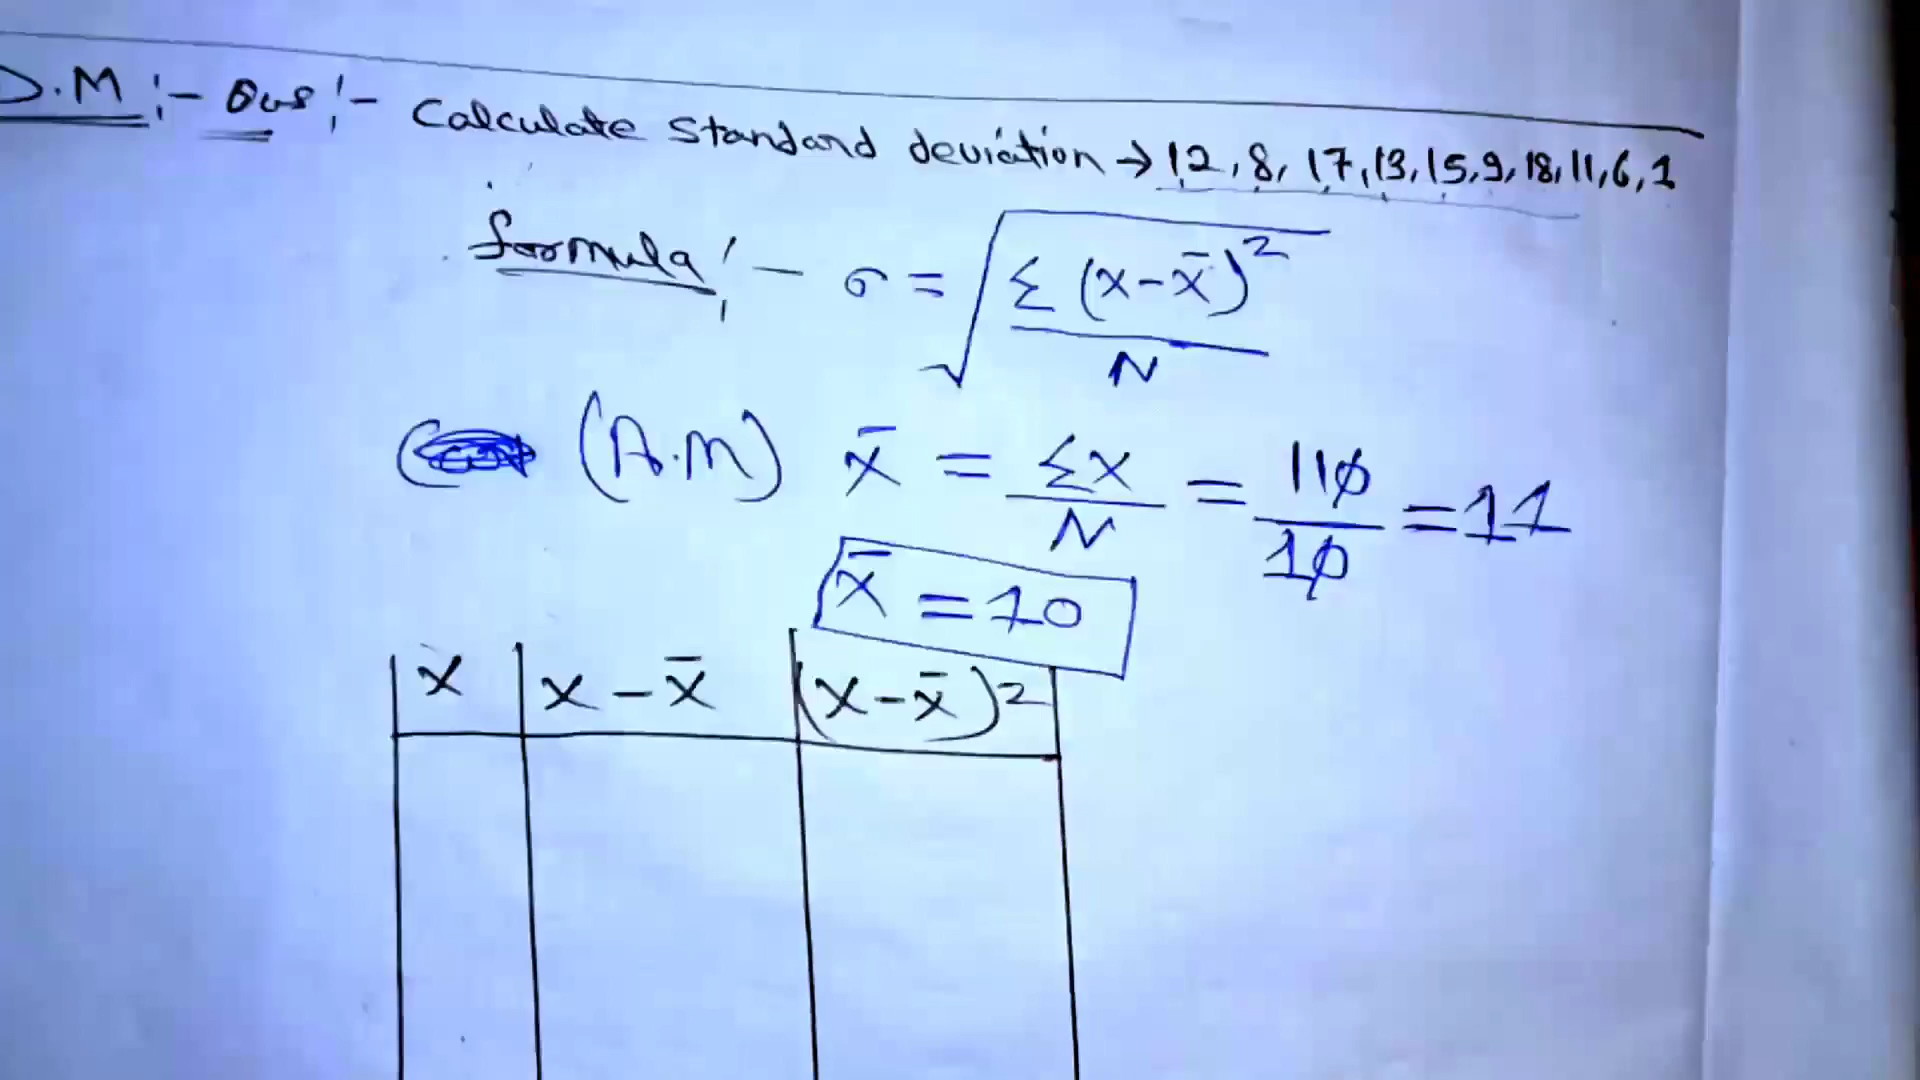 D.M :- Que :- Calculate Standard deviation → 12, 8, 17, 13, 15, 9, 18, 11, 6, 1
formula :- σ = √ Σ (x-x̄)² / N
(A.M) x̄ = Σx / N = 110 / 10 = 11
x̄ = 10
x | x - x̄ | (x - x̄)²